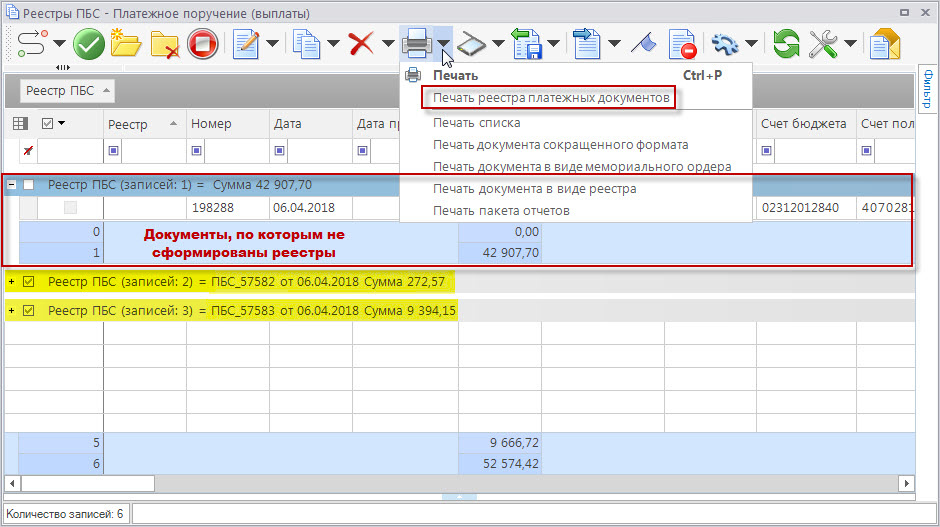 Реестры ПБС - Платежное поручение (выплаты)
Печать Ctrl+P
Печать реестра платежных документов
Печать списка
Печать документа сокращенного формата
Печать документа в виде мемориального ордера
Печать документа в виде реестра
Печать пакета отчетов
Фильтр
Реестр ПБС
Реестр Номер Дата Дата пр Счет бюджета Счет пол
Реестр ПБС (записей: 1) = Сумма 42 907,70
198288 06.04.2018 02312012840 4070281
0 0,00
1 42 907,70
Документы, по которым не
сформированы реестры
Реестр ПБС (записей: 2) = ПБС_57582 от 06.04.2018 Сумма 272,57
Реестр ПБС (записей: 3) = ПБС_57583 от 06.04.2018 Сумма 9 394,15
5 9 666,72
6 52 574,42
Количество записей: 6